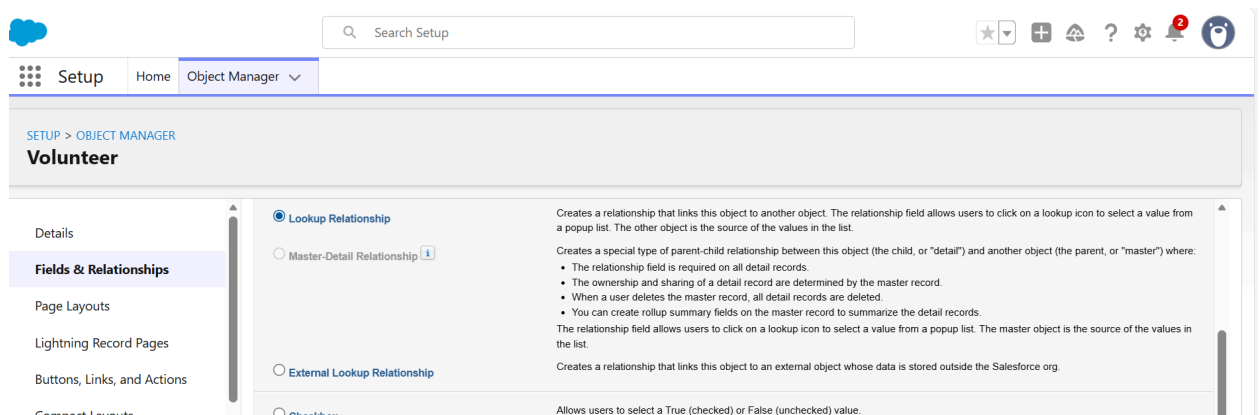 Search Setup
2
Setup
Home
Object Manager
SETUP > OBJECT MANAGER
Volunteer
Details
Fields & Relationships
Page Layouts
Lightning Record Pages
Buttons, Links, and Actions
Compact Layouts
Lookup Relationship
Creates a relationship that links this object to another object. The relationship field allows users to click on a lookup icon to select a value from
a popup list. The other object is the source of the values in the list.
Master-Detail Relationship i
Creates a special type of parent-child relationship between this object (the child, or "detail") and another object (the parent, or "master") where:
• The relationship field is required on all detail records.
• The ownership and sharing of a detail record are determined by the master record.
• When a user deletes the master record, all detail records are deleted.
• You can create rollup summary fields on the master record to summarize the detail records.
The relationship field allows users to click on a lookup icon to select a value from a popup list. The master object is the source of the values in
the list.
External Lookup Relationship
Creates a relationship that links this object to an external object whose data is stored outside the Salesforce org.
Checkbox
Allows users to select a True (checked) or False (unchecked) value.